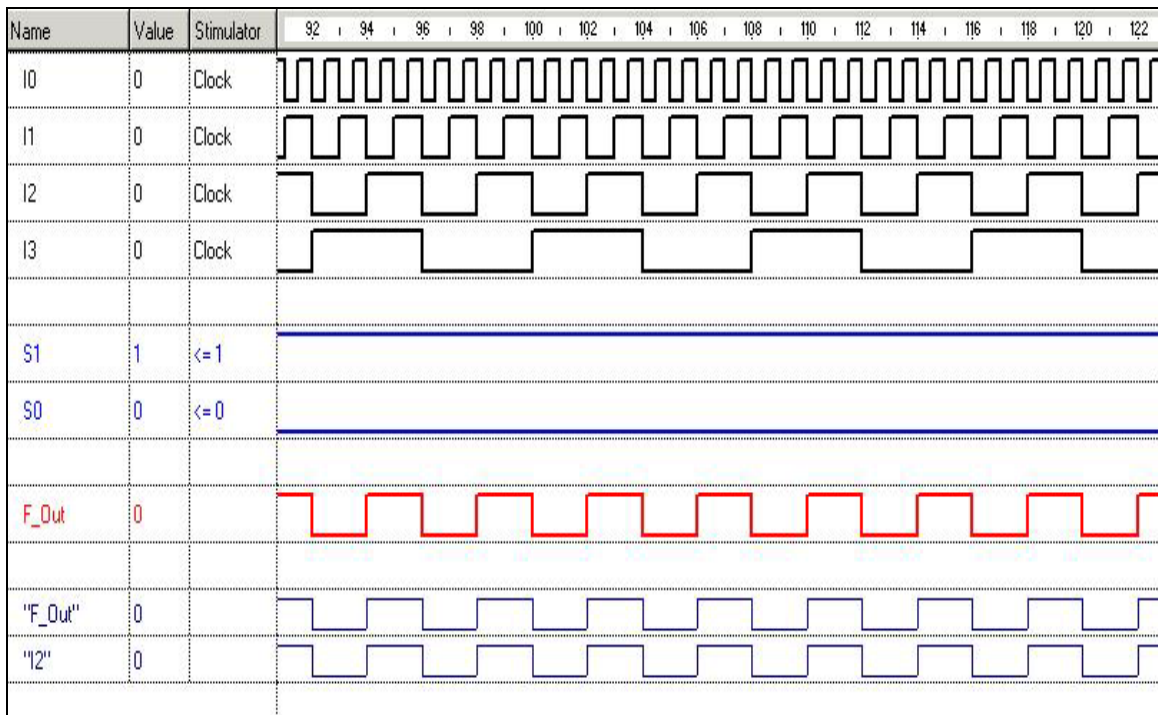 Name Value Stimulator 92 94 96 98 100 102 104 106 108 110 112 114 116 118 120 122
I0 0 Clock
I1 0 Clock
I2 0 Clock
I3 0 Clock
S1 1 <= 1
S0 0 <= 0
F_Out 0
"F_Out" 0
"I2" 0